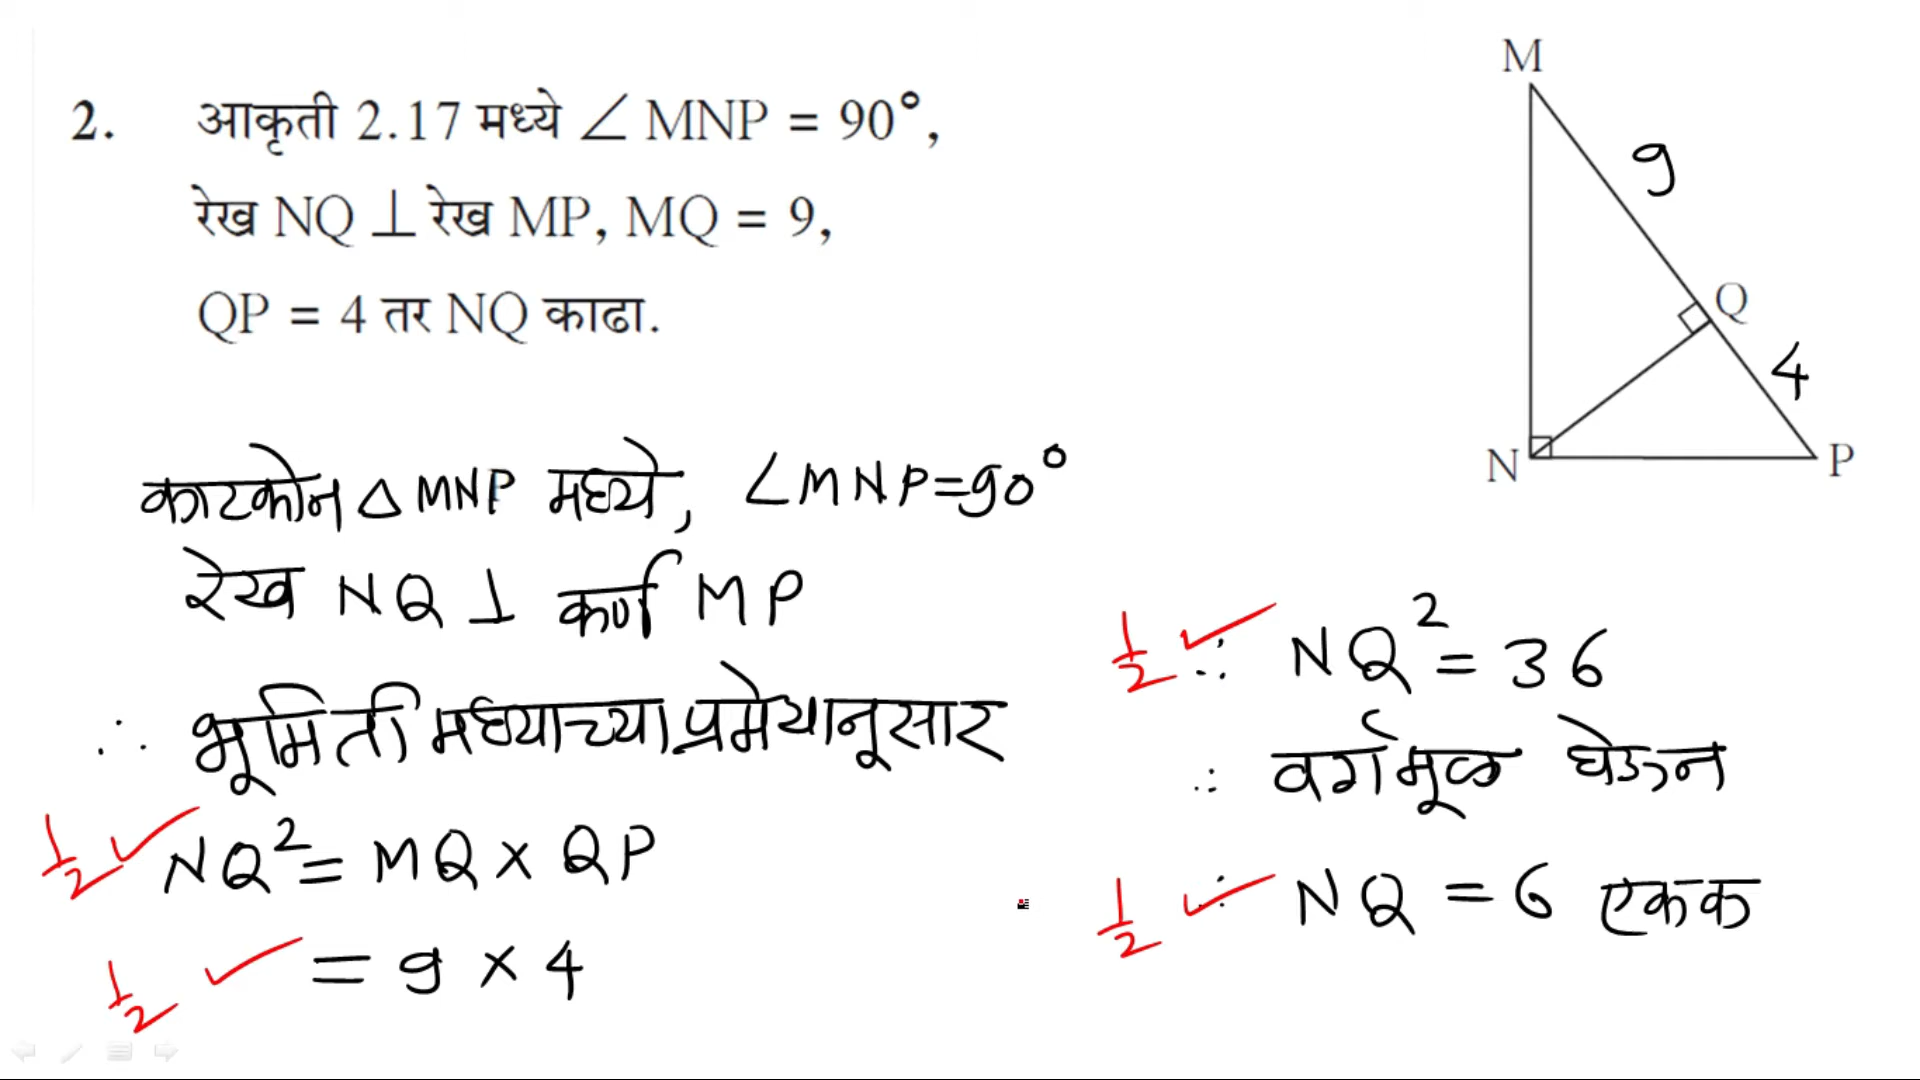 2. आकृती 2.17 मध्ये ∠ MNP = 90°,
रेख NQ ⊥ रेख MP, MQ = 9,
QP = 4 तर NQ काढा.
M
9
Q
4
N
P
काटकोन △ MNP मध्ये, ∠MNP=90°
रेख NQ ⊥ कर्ण MP
∴ भूमिती मध्याच्या प्रमेयानूसार
1/2 ✓ NQ² = MQ × QP
1/2 ✓ = 9 × 4
1/2 ✓ ∴ NQ² = 36
∴ वर्गमूळ घेऊन
1/2 ✓ ∴ NQ = 6 एकक